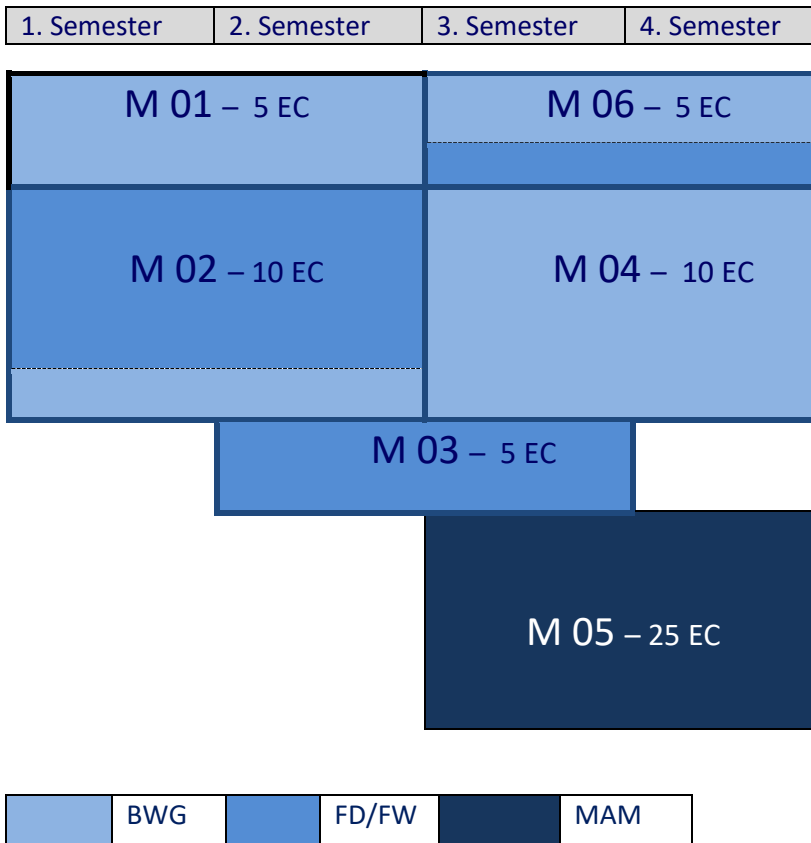 1. Semester 2. Semester 3. Semester 4. Semester
M 01 – 5 EC M 06 – 5 EC
M 02 – 10 EC M 04 – 10 EC
M 03 – 5 EC
M 05 – 25 EC
BWG FD/FW MAM